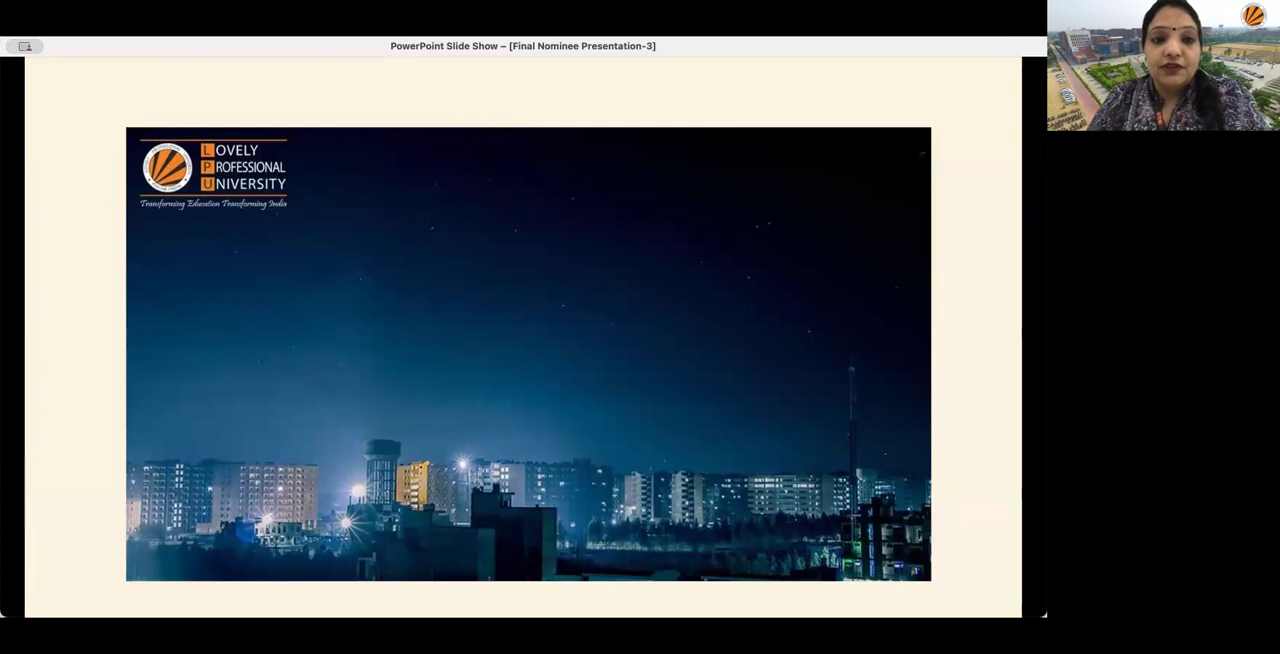 PowerPoint Slide Show – [Final Nominee Presentation-3]
LOVELY
PROFESSIONAL
UNIVERSITY
Transforming Education Transforming India